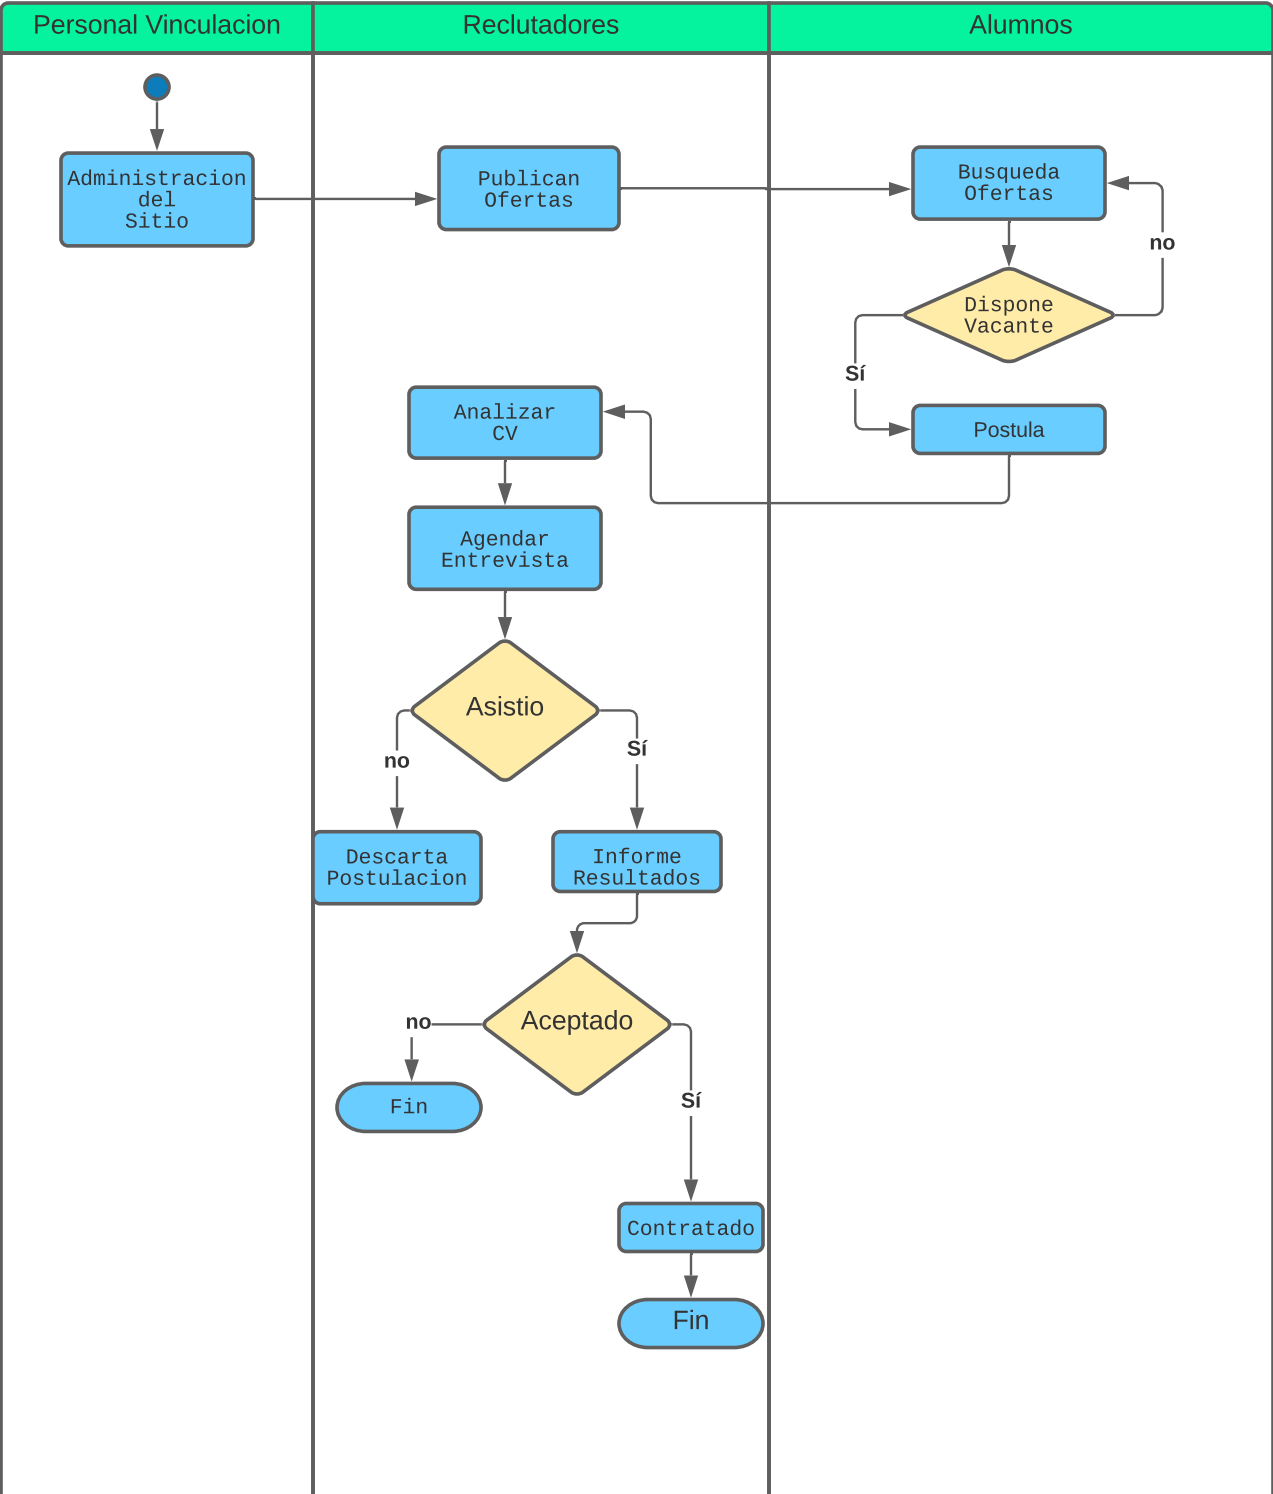 Personal Vinculacion
Reclutadores
Alumnos
Administracion
del
Sitio
Publican
Ofertas
Busqueda
Ofertas
no
Dispone
Vacante
Sí
Postula
Analizar
CV
Agendar
Entrevista
Asistio
no
Sí
Descarta
Postulacion
Informe
Resultados
Aceptado
no
Fin
Sí
Contratado
Fin